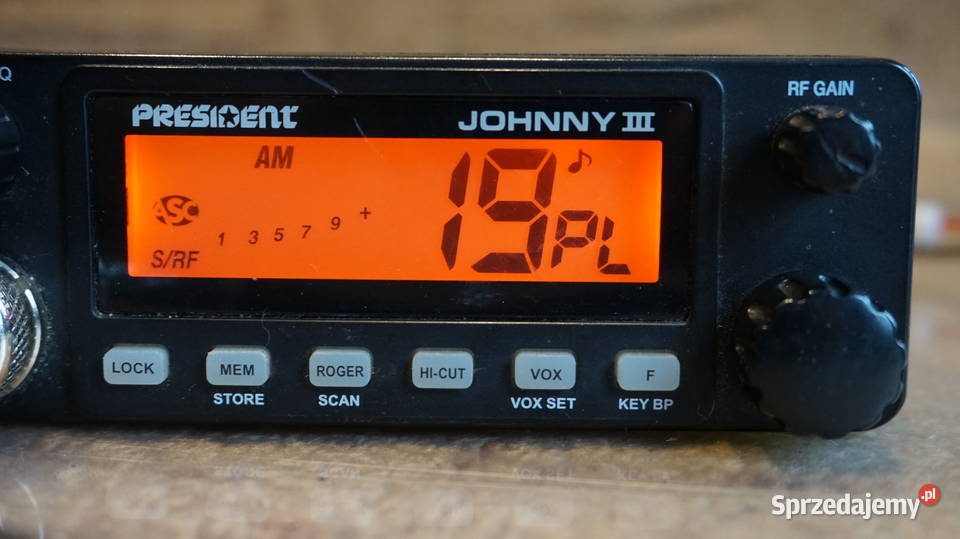 Q
RF GAIN
PRESIDENT
JOHNNY III
AM
19 PL
ASC
1 3 5 7 9 +
S/RF
LOCK
MEM
ROGER
HI-CUT
VOX
F
STORE
SCAN
VOX SET
KEY BP
Sprzedajemy.pl